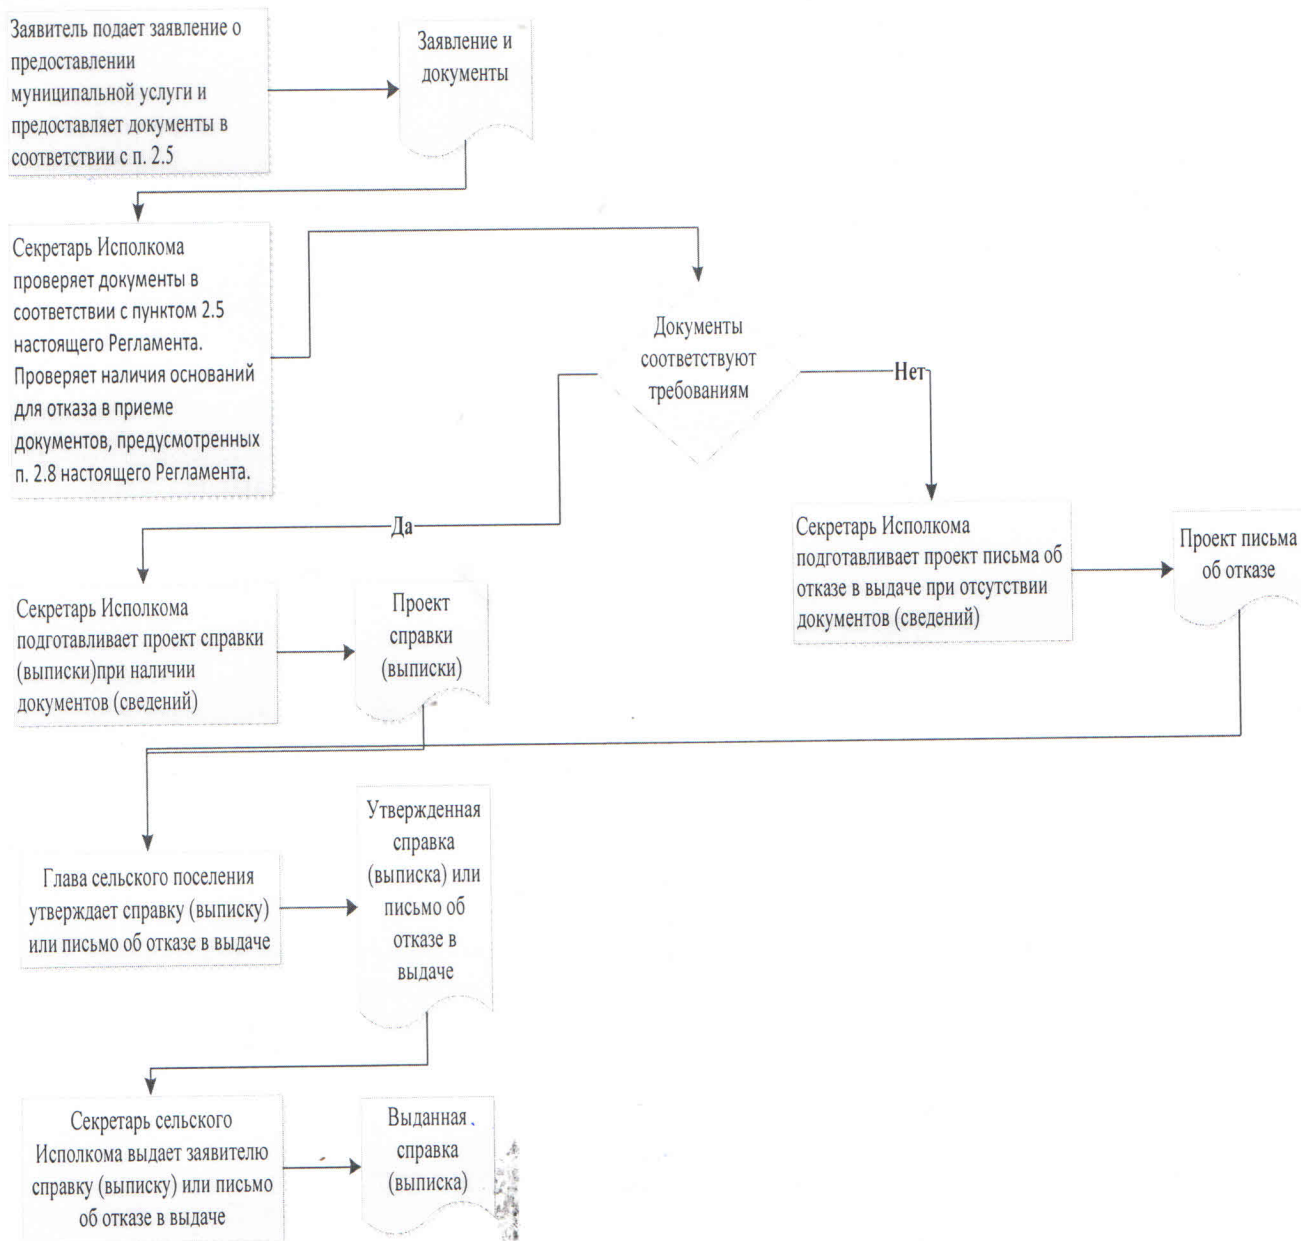 Заявитель подает заявление о
предоставлении
муниципальной услуги и
предоставляет документы в
соответствии с п. 2.5
Заявление и
документы
Секретарь Исполкома
проверяет документы в
соответствии с пунктом 2.5
настоящего Регламента.
Проверяет наличия оснований
для отказа в приеме
документов, предусмотренных
п. 2.8 настоящего Регламента.
Документы
соответствуют
требованиям
Нет
Да
Секретарь Исполкома
подготавливает проект письма об
отказе в выдаче при отсутствии
документов (сведений)
Проект письма
об отказе
Секретарь Исполкома
подготавливает проект справки
(выписки)при наличии
документов (сведений)
Проект
справки
(выписки)
Глава сельского поселения
утверждает справку (выписку)
или письмо об отказе в выдаче
Утвержденная
справка
(выписка) или
письмо об
отказе в
выдаче
Секретарь сельского
Исполкома выдает заявителю
справку (выписку) или письмо
об отказе в выдаче
Выданная
справка
(выписка)